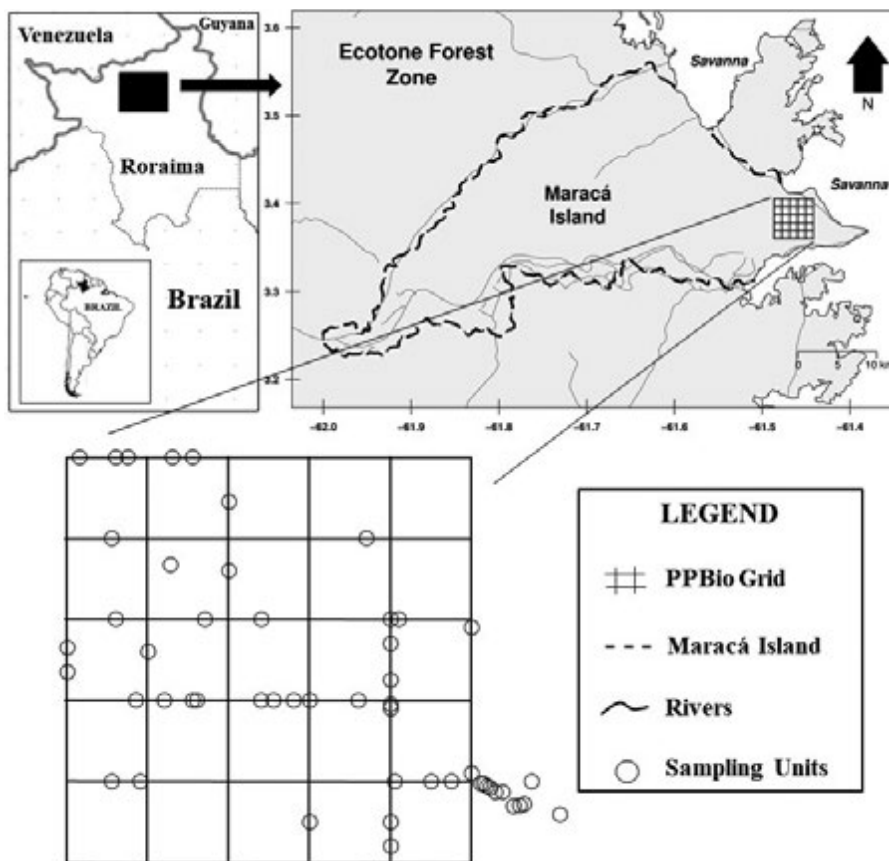 Venezuela
Guyana
Roraima
Brazil
BRAZIL
3.6
3.5
3.4
3.3
3.2
Ecotone Forest
Zone
Savanna
N
Maracá
Island
Savanna
0 5 10 km
-62.0 -61.9 -61.8 -61.7 -61.6 -61.5 -61.4
LEGEND
PPBio Grid
Maracá Island
Rivers
Sampling Units